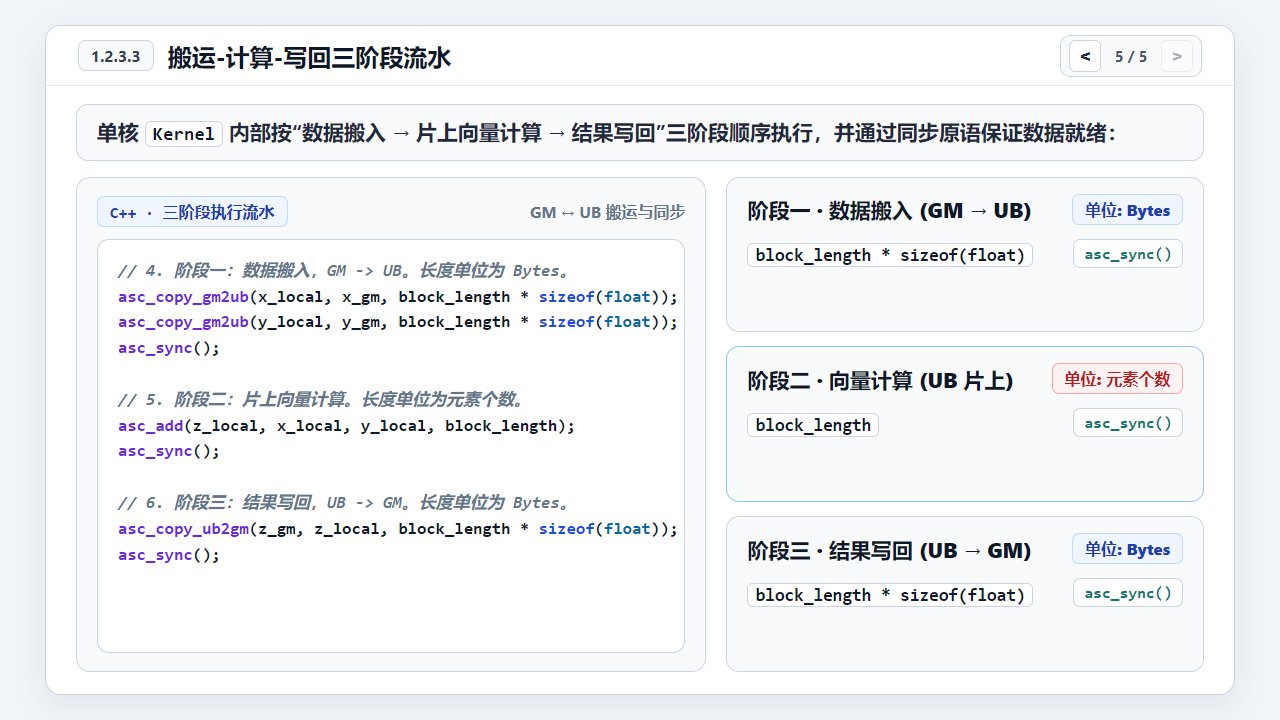 1.2.3.3 搬运-计算-写回三阶段流水
< 5 / 5 >
单核 Kernel 内部按“数据搬入 → 片上向量计算 → 结果写回”三阶段顺序执行，并通过同步原语保证数据就绪：
C++ · 三阶段执行流水
GM ↔ UB 搬运与同步
// 4. 阶段一：数据搬入，GM -> UB。长度单位为 Bytes。
asc_copy_gm2ub(x_local, x_gm, block_length * sizeof(float));
asc_copy_gm2ub(y_local, y_gm, block_length * sizeof(float));
asc_sync();
// 5. 阶段二：片上向量计算。长度单位为元素个数。
asc_add(z_local, x_local, y_local, block_length);
asc_sync();
// 6. 阶段三：结果写回，UB -> GM。长度单位为 Bytes。
asc_copy_ub2gm(z_gm, z_local, block_length * sizeof(float));
asc_sync();
阶段一 · 数据搬入 (GM → UB)
单位: Bytes
block_length * sizeof(float)
asc_sync()
阶段二 · 向量计算 (UB 片上)
单位: 元素个数
block_length
asc_sync()
阶段三 · 结果写回 (UB → GM)
单位: Bytes
block_length * sizeof(float)
asc_sync()